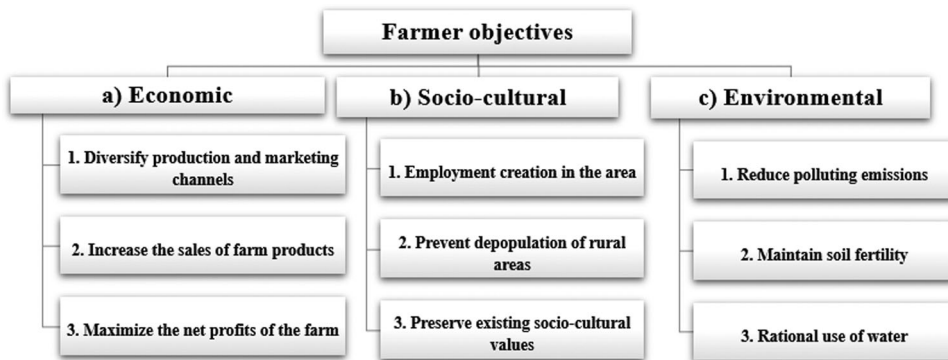 Farmer objectives
a) Economic
1. Diversify production and marketing
channels
2. Increase the sales of farm products
3. Maximize the net profits of the farm
b) Socio-cultural
1. Employment creation in the area
2. Prevent depopulation of rural
areas
3. Preserve existing socio-cultural
values
c) Environmental
1. Reduce polluting emissions
2. Maintain soil fertility
3. Rational use of water